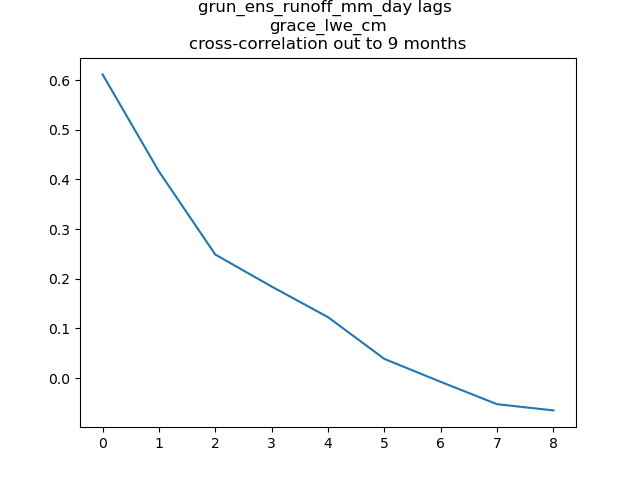 grun_ens_runoff_mm_day lags
grace_lwe_cm
cross-correlation out to 9 months
0.6
0.5
0.4
0.3
0.2
0.1
0.0
0 1 2 3 4 5 6 7 8